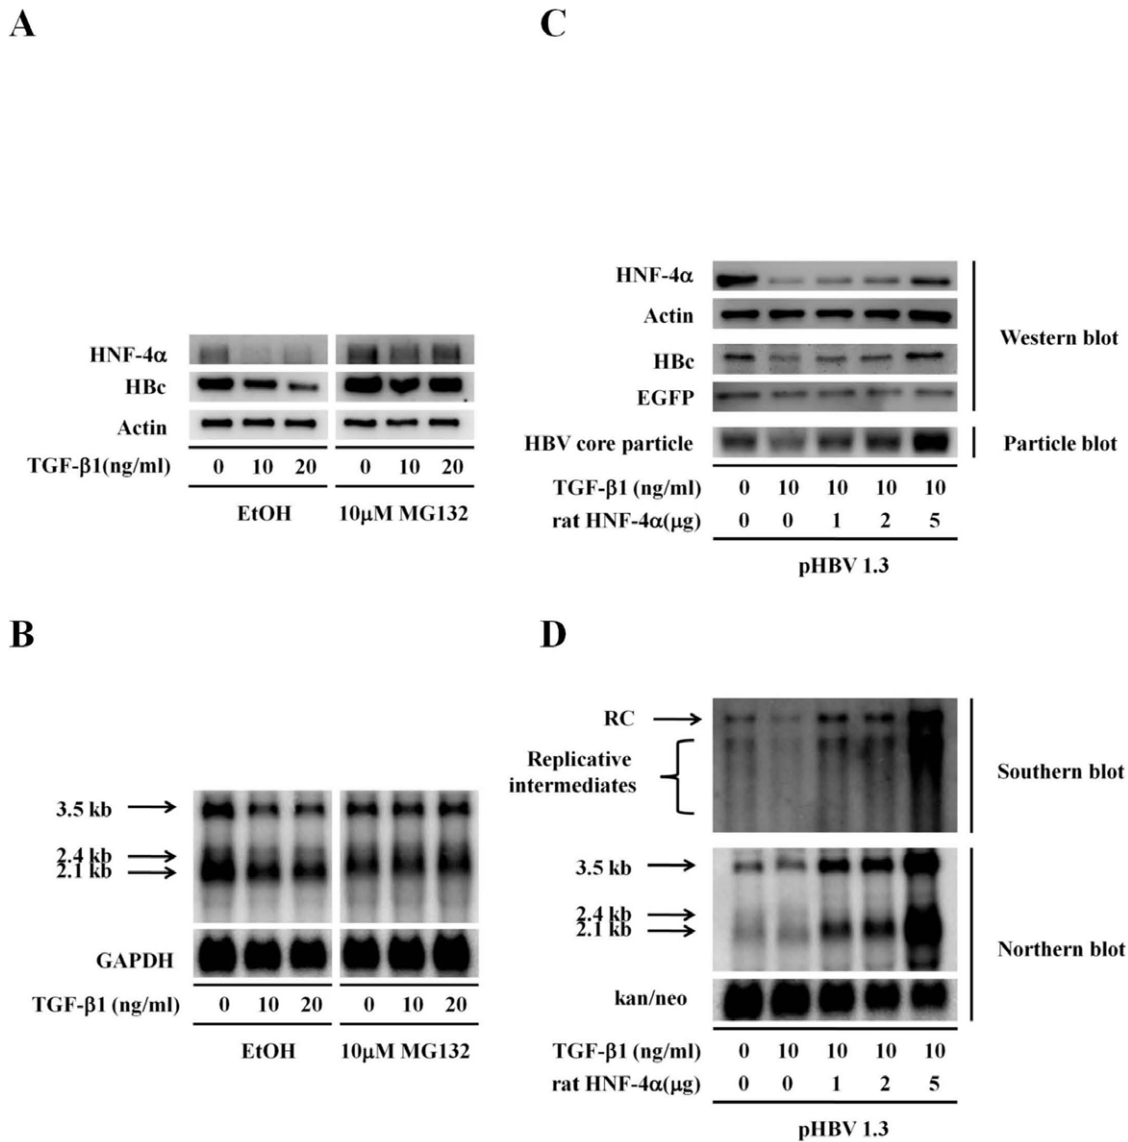 A
HNF-4α
HBc
Actin
TGF-β1(ng/ml) 0 10 20 0 10 20
EtOH 10μM MG132
B
3.5 kb
2.4 kb
2.1 kb
GAPDH
TGF-β1 (ng/ml) 0 10 20 0 10 20
EtOH 10μM MG132
C
HNF-4α
Actin
HBc
EGFP
Western blot
HBV core particle
Particle blot
TGF-β1 (ng/ml) 0 10 10 10 10
rat HNF-4α(μg) 0 0 1 2 5
pHBV 1.3
D
RC
Replicative
intermediates
Southern blot
3.5 kb
2.4 kb
2.1 kb
kan/neo
Northern blot
TGF-β1 (ng/ml) 0 10 10 10 10
rat HNF-4α(μg) 0 0 1 2 5
pHBV 1.3